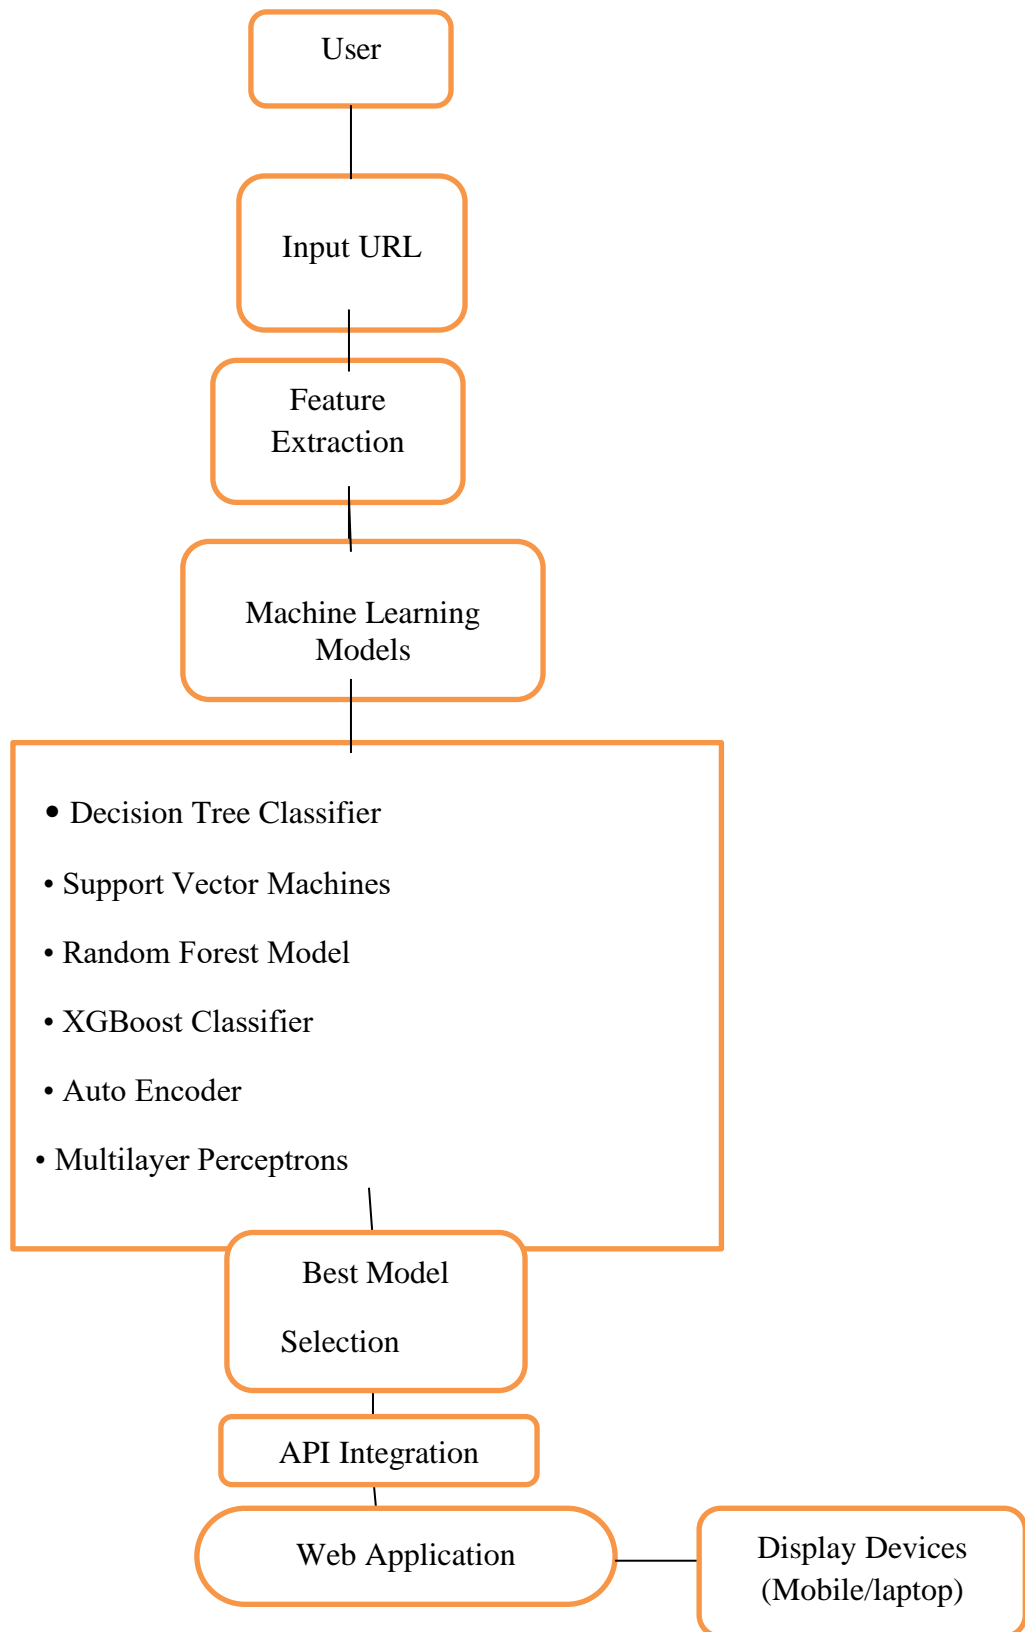 User
Input URL
Feature
Extraction
Machine Learning
Models
• Decision Tree Classifier
• Support Vector Machines
• Random Forest Model
• XGBoost Classifier
• Auto Encoder
• Multilayer Perceptrons
Best Model
Selection
API Integration
Web Application
Display Devices
(Mobile/laptop)